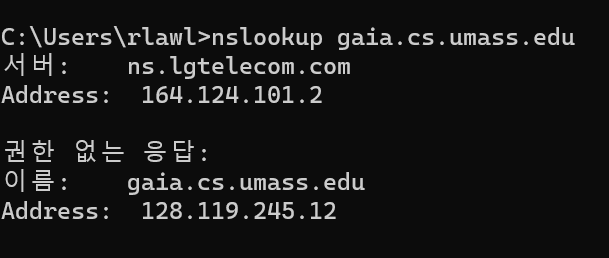 C:\Users\rlawl>nslookup gaia.cs.umass.edu
서버:    ns.lgtelecom.com
Address:  164.124.101.2
권한 없는 응답:
이름:    gaia.cs.umass.edu
Address:  128.119.245.12